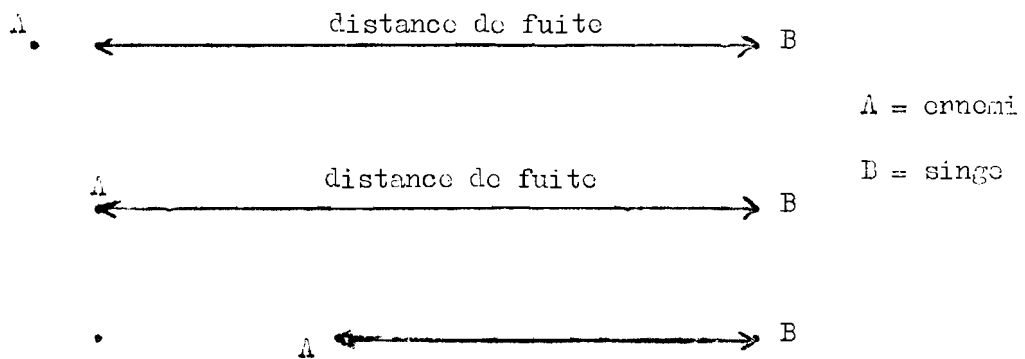 A distance de fuite B
A = ennemi
B = singe
A distance de fuite B
A B